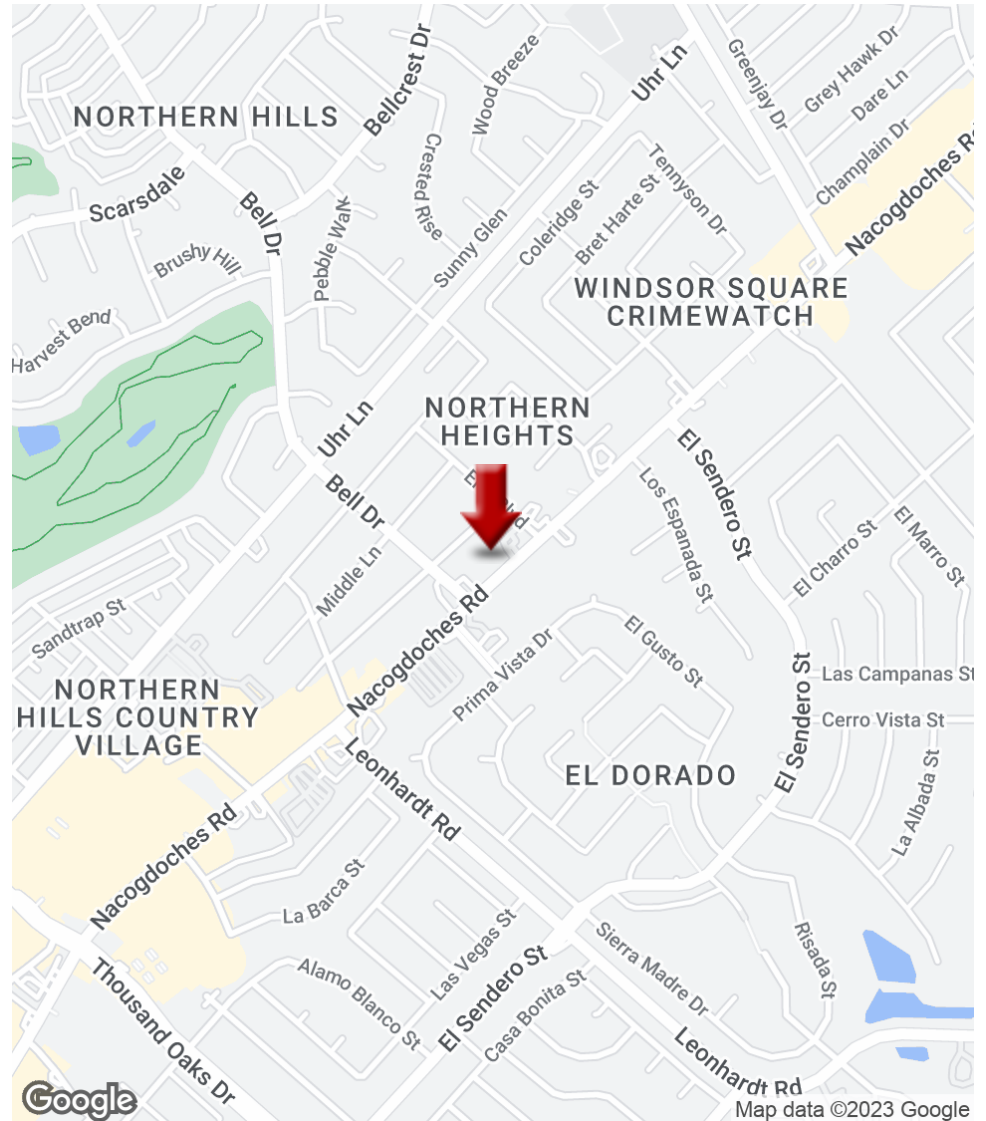 Uhr Ln
Greenjay Dr
Grey Hawk Dr
Dare Ln
Bellcrest Dr
Wood Breeze
NORTHERN HILLS
Champlain Dr
Nacogdoches Rd
Crested Rise
Tennyson Dr
Scarsdale
Bell Dr
Pebble Walk
Sunny Glen
Coleridge St
Bret Harte St
Brushy Hill
WINDSOR SQUARE
CRIMEWATCH
Harvest Bend
Uhr Ln
NORTHERN
HEIGHTS
El Sendero St
Bell Dr
Los Espanada St
El Marro St
El Charro St
Middle Ln
Sandtrap St
Nacogdoches Rd
Prima Vista Dr
El Gusto St
Las Campanas St
NORTHERN
HILLS COUNTRY
VILLAGE
Cerro Vista St
El Sendero St
Leonhardt Rd
EL DORADO
La Albada St
Nacogdoches Rd
La Barca St
Las Vegas St
Sierra Madre Dr
Risada St
Thousand Oaks Dr
Alamo Blanco St
El Sendero St
Casa Bonita St
Leonhardt Rd
Google
Map data ©2023 Google